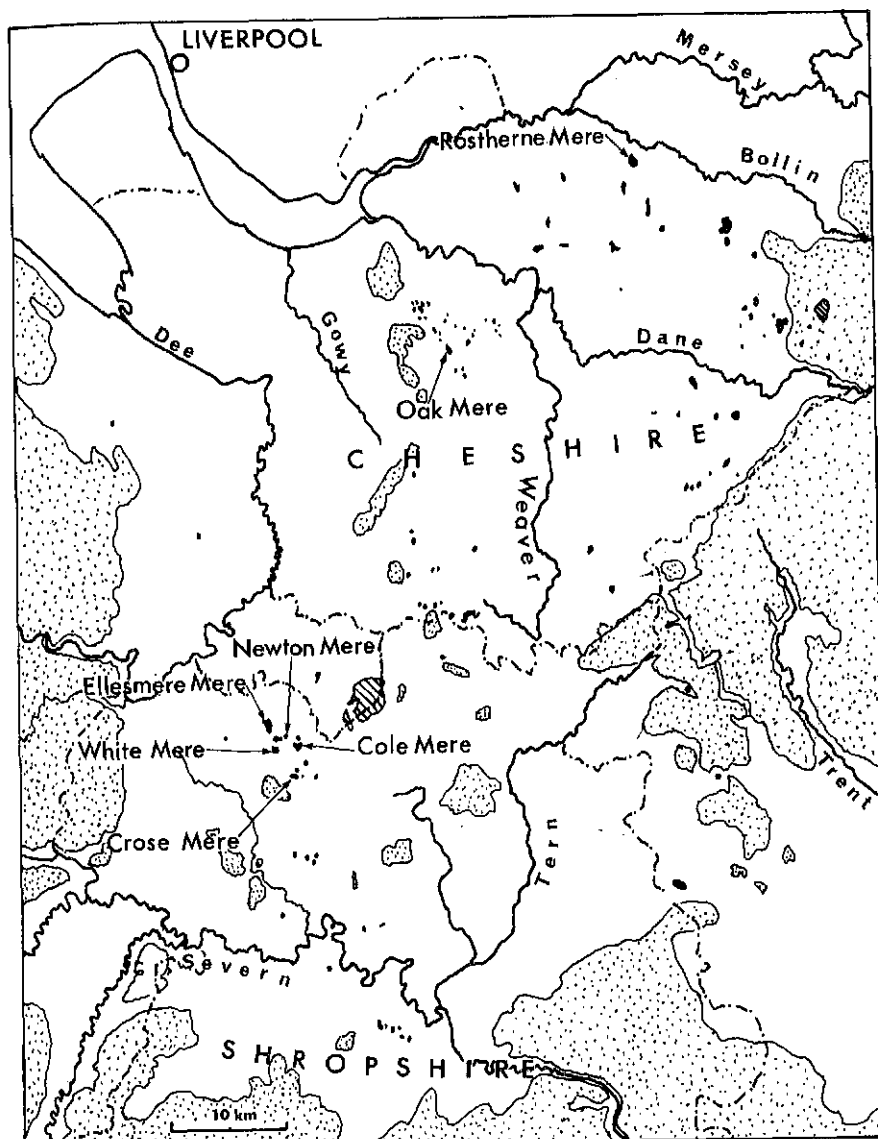 LIVERPOOL
Mersey
Rostherne Mere
Bollin
Dee
Gowy
Dane
Oak Mere
CHESHIRE
Weaver
Newton Mere
Ellesmere Mere
White Mere
Cole Mere
Crose Mere
Tern
Trent
Severn
SHROPSHIRE
10 km